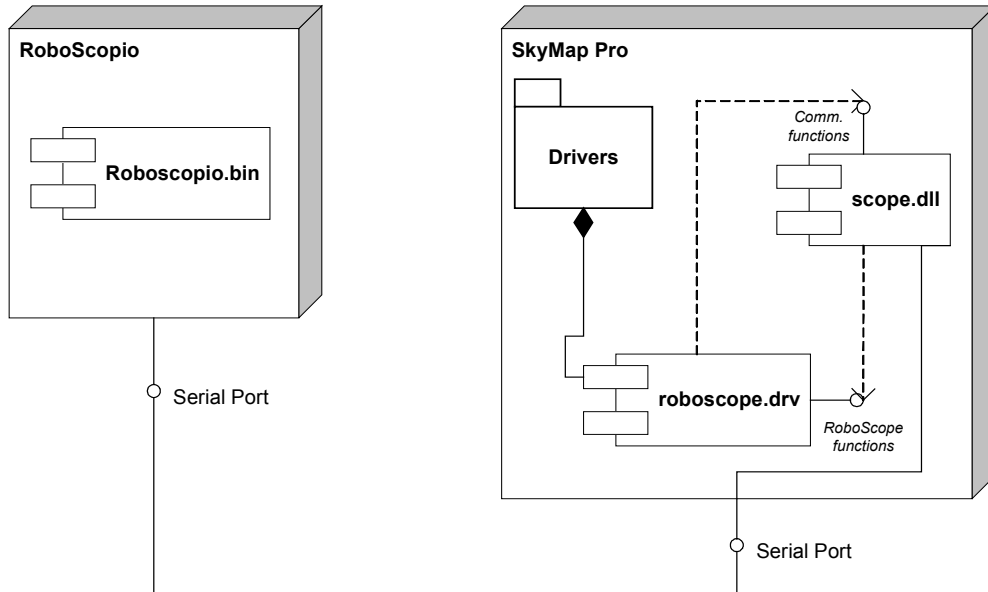 RoboScopio
Roboscopio.bin
Serial Port
SkyMap Pro
Drivers
Comm.
functions
scope.dll
roboscope.drv
RoboScope
functions
Serial Port